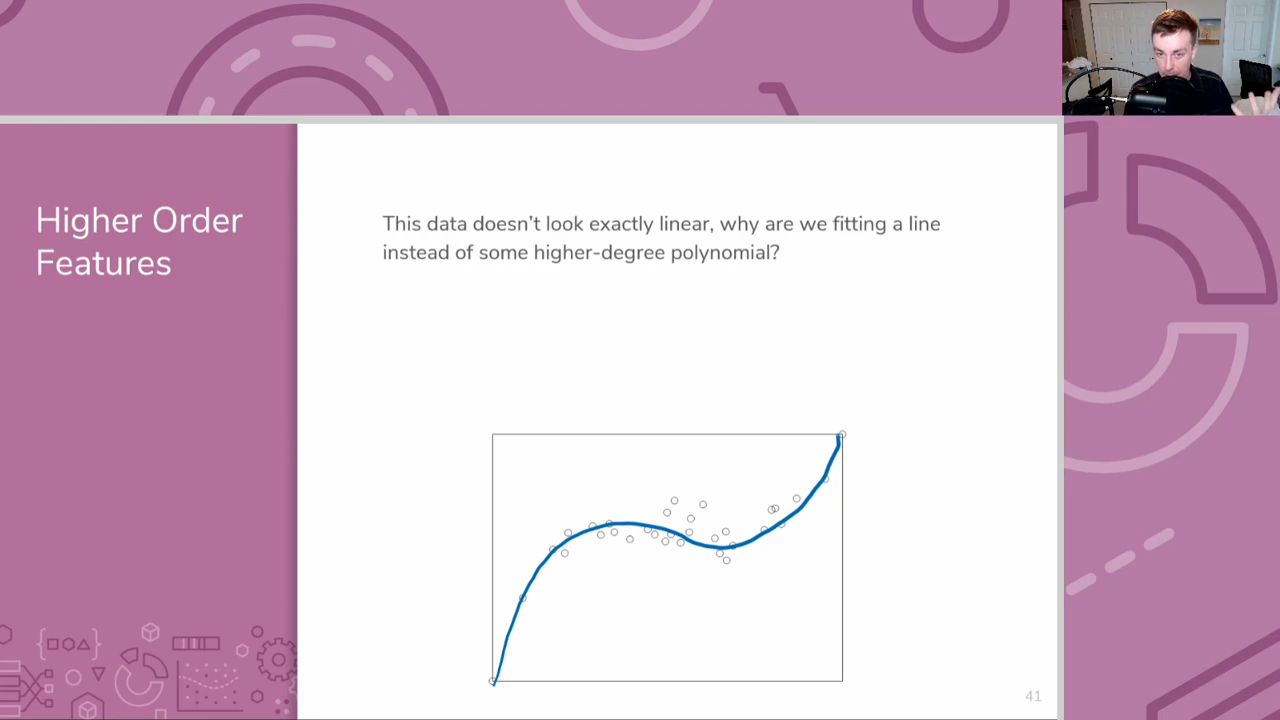 Higher Order
Features
This data doesn't look exactly linear, why are we fitting a line
instead of some higher-degree polynomial?
41